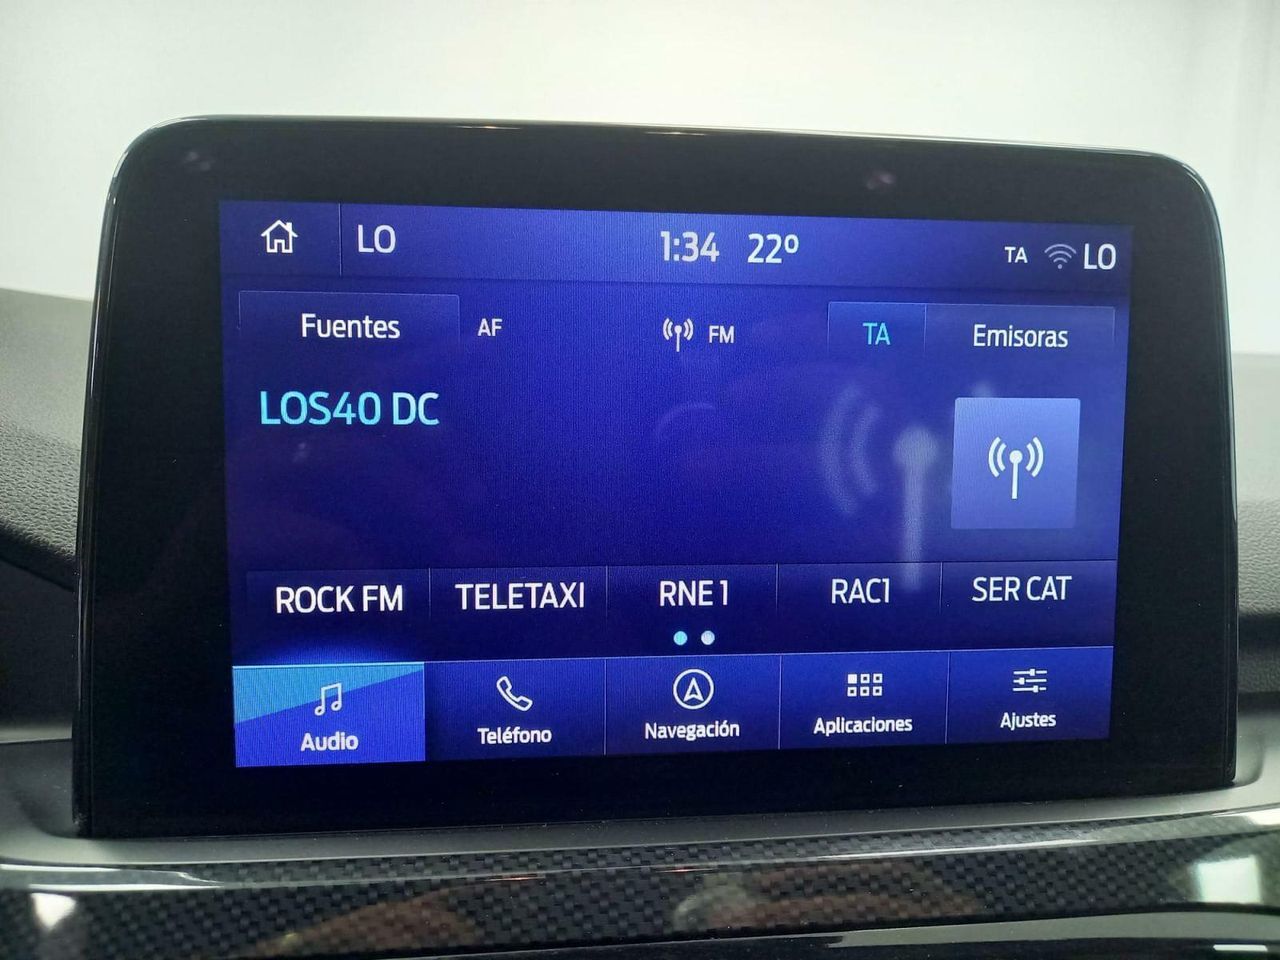 LO 1:34 22º TA LO
Fuentes AF FM TA Emisoras
LOS40 DC
ROCK FM TELETAXI RNE 1 RAC1 SER CAT
Audio Teléfono Navegación Aplicaciones Ajustes